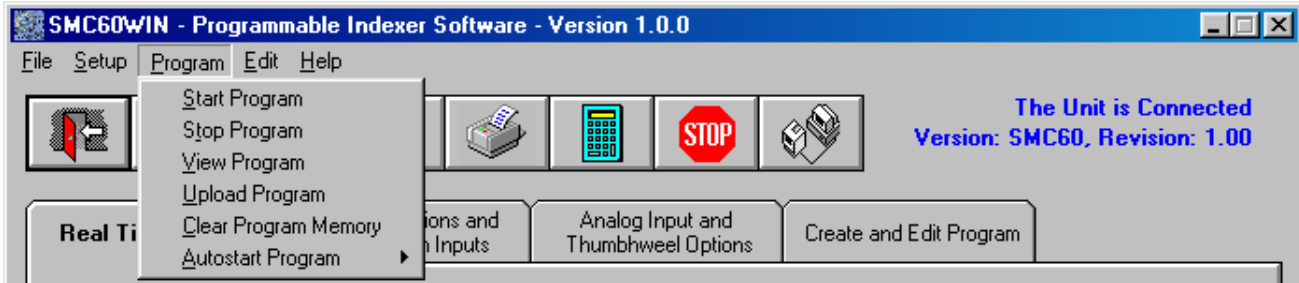 SMC60WIN - Programmable Indexer Software - Version 1.0.0
File Setup Program Edit Help
Start Program
Stop Program
View Program
Upload Program
Clear Program Memory
Autostart Program
STOP
The Unit is Connected
Version: SMC60, Revision: 1.00
Real Ti
ions and
Inputs
Analog Input and
Thumbhweel Options
Create and Edit Program